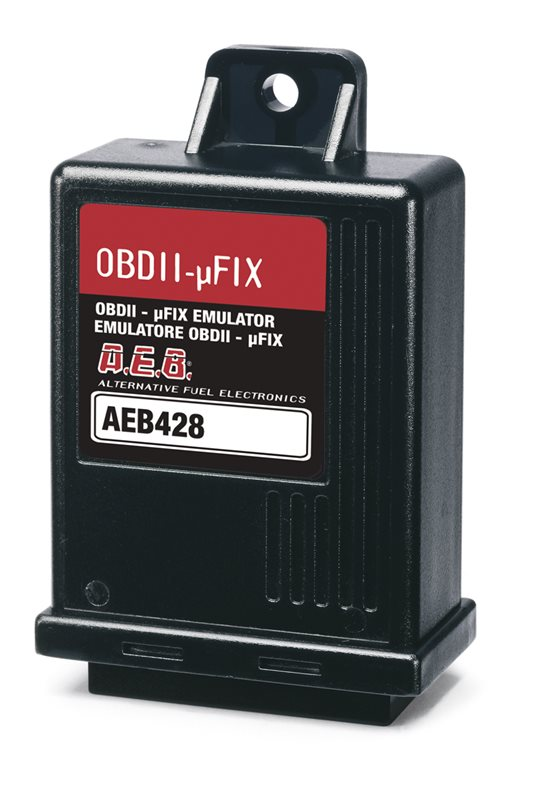 OBDII-µFIX
OBDII - µFIX EMULATOR
EMULATORE OBDII - µFIX
A.E.B.®
ALTERNATIVE FUEL ELECTRONICS
AEB428